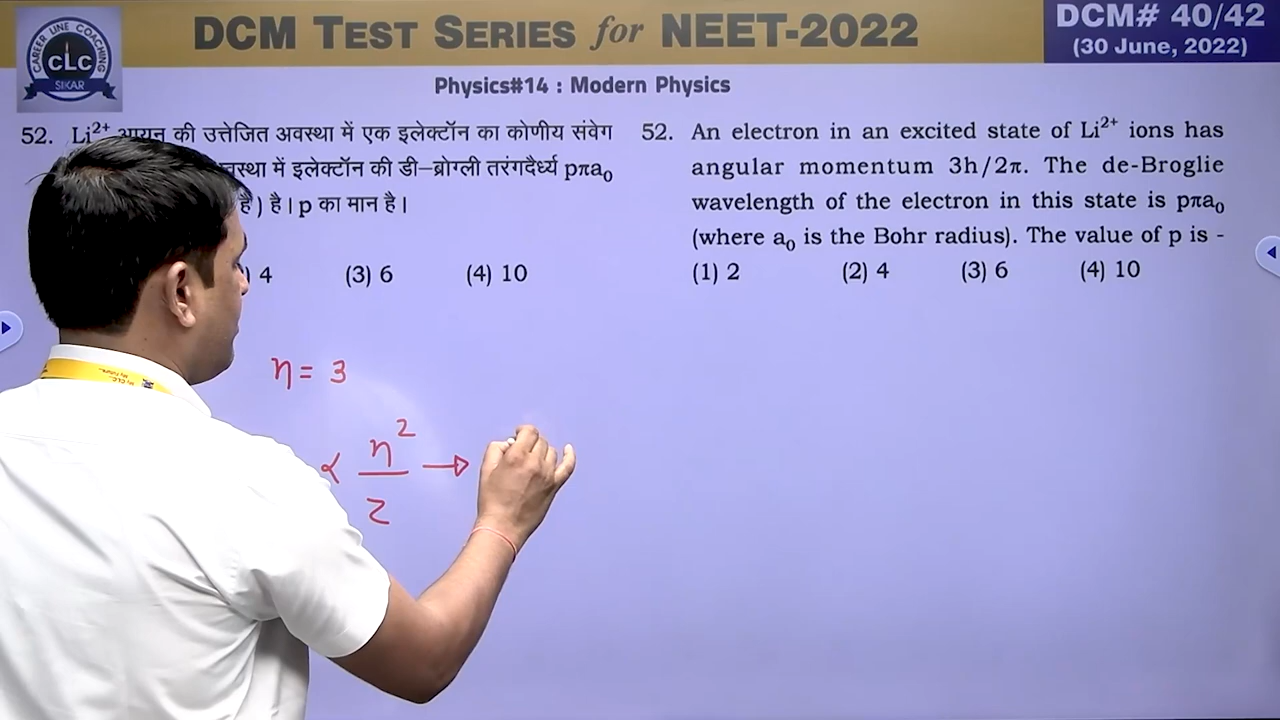 CAREER LINE COACHING
CLC
SIKAR
DCM TEST SERIES for NEET-2022
DCM# 40/42
(30 June, 2022)
Physics#14 : Modern Physics
52. Li²⁺ आयन की उत्तेजित अवस्था में एक इलेक्ट्रॉन का कोणीय संवेग
में इलेक्ट्रॉन की डी–ब्रोग्ली तरंगदैर्ध्य pπa₀
है) है। p का मान है।
4 (3) 6 (4) 10
52. An electron in an excited state of Li²⁺ ions has
angular momentum 3h/2π. The de-Broglie
wavelength of the electron in this state is pπa₀
(where a₀ is the Bohr radius). The value of p is -
(1) 2 (2) 4 (3) 6 (4) 10
n = 3
∝ n²/z →